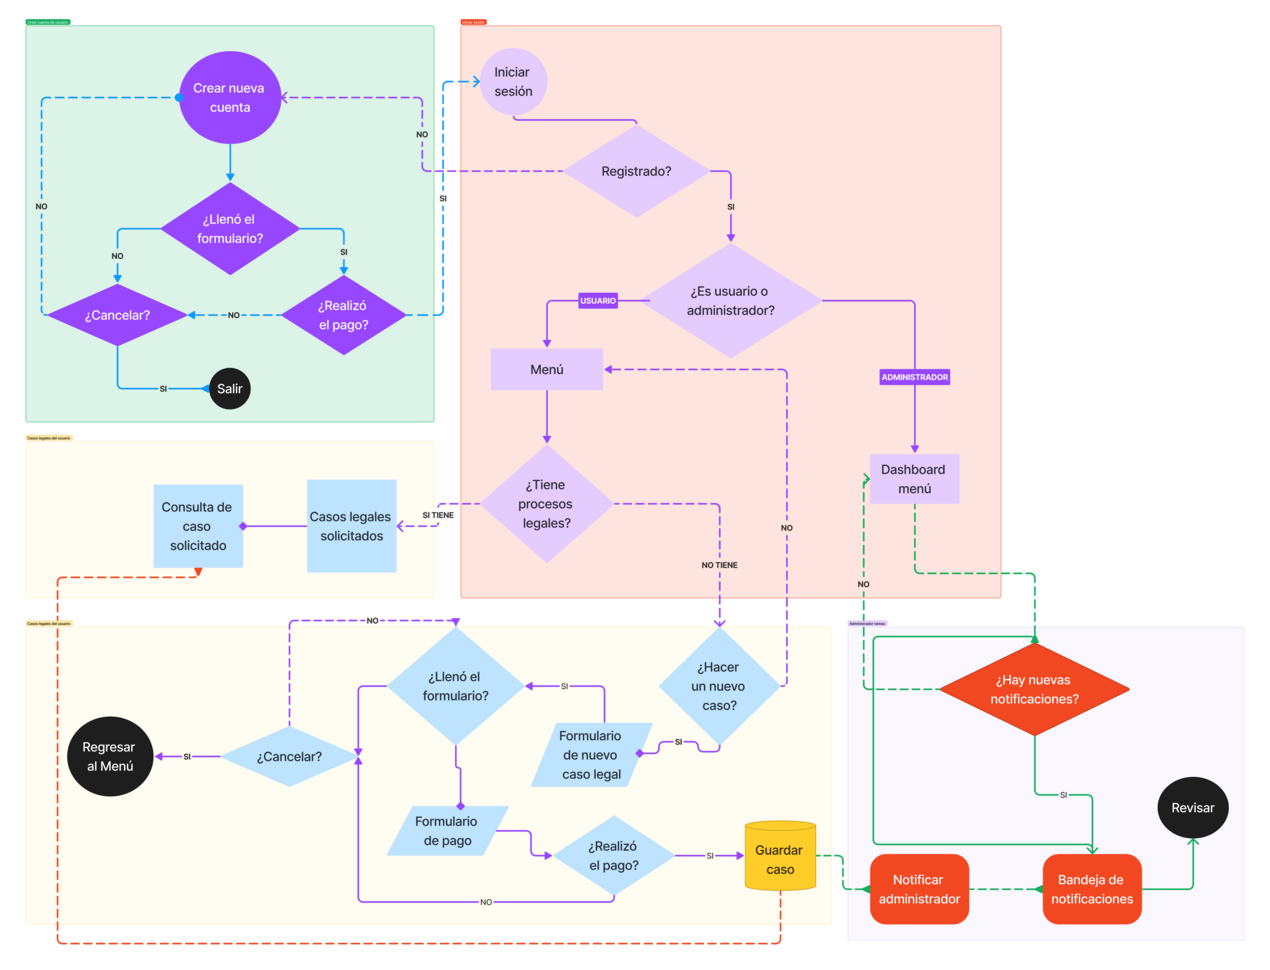 Crear cuenta de usuario
Iniciar sesión
Crear nueva
cuenta
Iniciar
sesión
NO
Registrado?
NO
SI
SI
¿Llenó el
formulario?
NO
SI
¿Es usuario o
administrador?
USUARIO
¿Cancelar?
NO
¿Realizó
el pago?
Menú
ADMINISTRADOR
SI
Salir
Casos legales del usuario
Dashboard
menú
¿Tiene
procesos
legales?
Consulta de
caso
solicitado
Casos legales
solicitados
SI TIENE
NO
NO TIENE
NO
Casos legales del usuario
NO
Administrador tareas
¿Llenó el
formulario?
SI
¿Hacer
un nuevo
caso?
¿Hay nuevas
notificaciones?
Regresar
al Menú
SI
¿Cancelar?
Formulario
de nuevo
caso legal
SI
SI
Revisar
Formulario
de pago
¿Realizó
el pago?
SI
Guardar
caso
Notificar
administrador
Bandeja de
notificaciones
NO